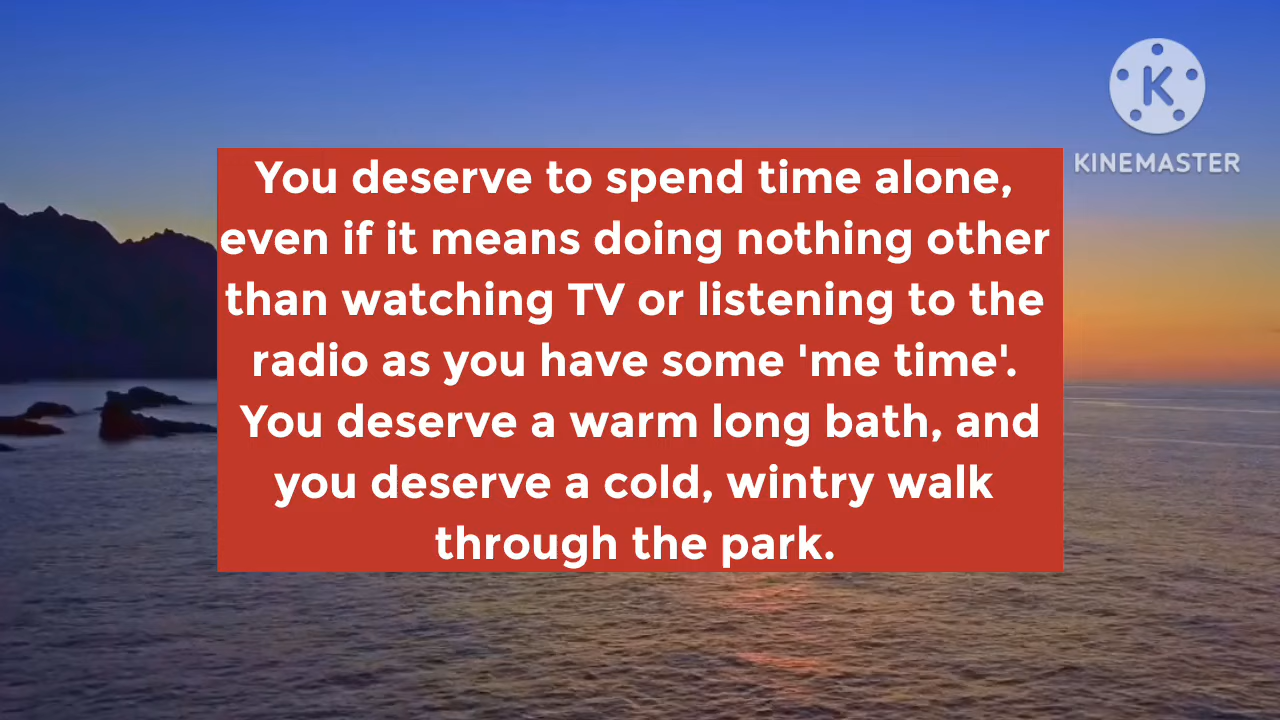 K
KINEMASTER
You deserve to spend time alone,
even if it means doing nothing other
than watching TV or listening to the
radio as you have some 'me time'.
You deserve a warm long bath, and
you deserve a cold, wintry walk
through the park.